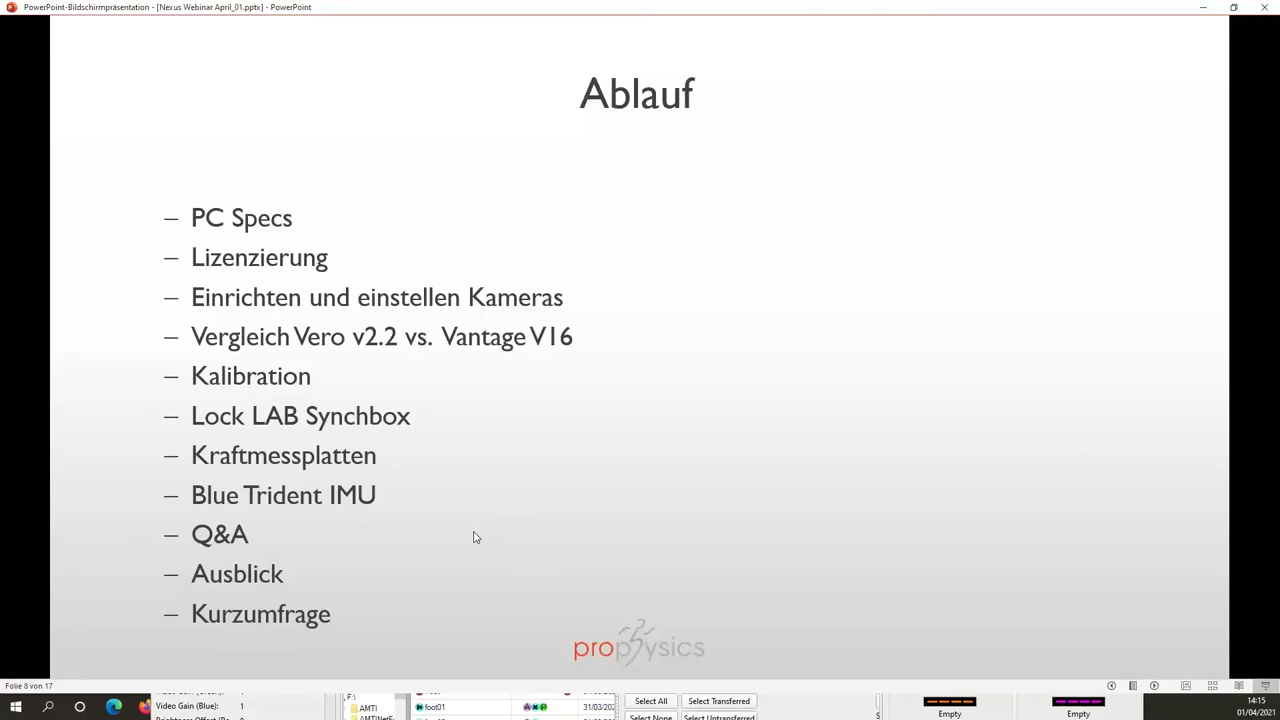 PowerPoint-Bildschirmpräsentation - [Nexus Webinar April_01.pptx] - PowerPoint
Ablauf
– PC Specs
– Lizenzierung
– Einrichten und einstellen Kameras
– Vergleich Vero v2.2 vs. Vantage V16
– Kalibration
– Lock LAB Synchbox
– Kraftmessplatten
– Blue Trident IMU
– Q&A
– Ausblick
– Kurzumfrage
prophysics
Folie 8 von 17
F:\
AMTI
foot01
31/03/202
Select All
Select Transferred
Video Gain (Blue):
Select None
Select Untransferred
Empty
Empty
14:15
01/04/2021